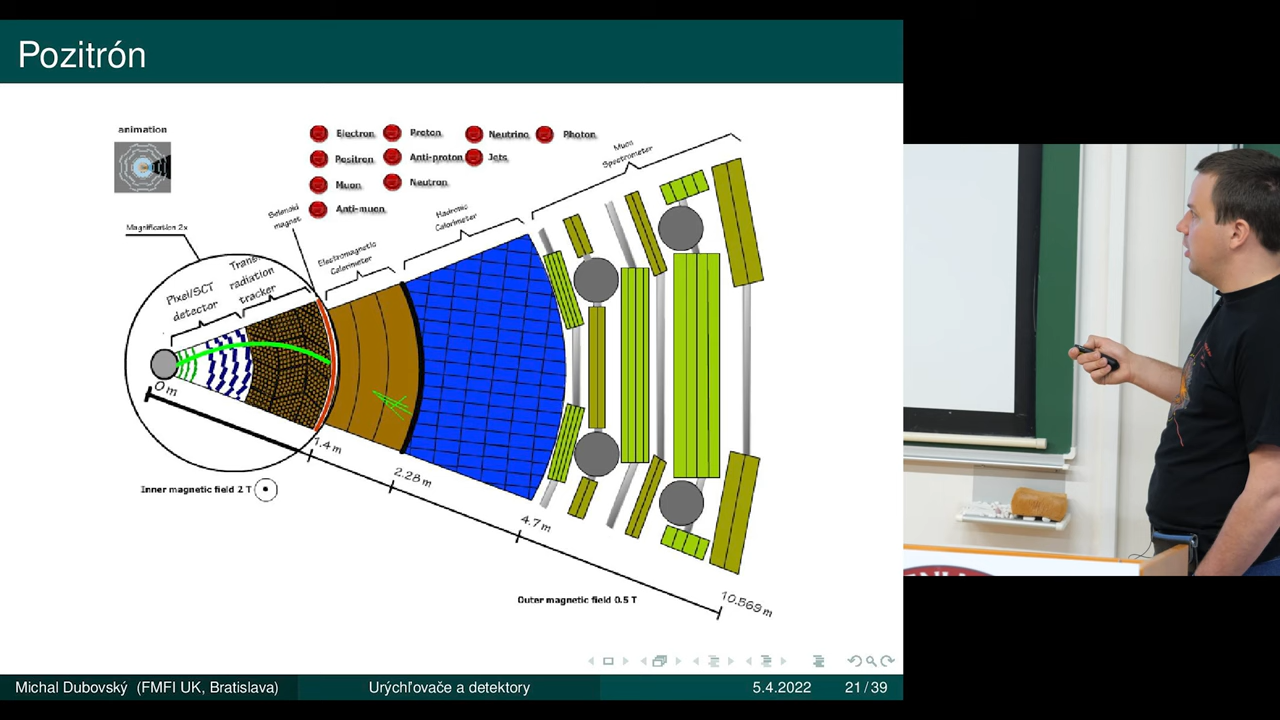 Pozitrón
animation
Electron
Proton
Neutrino
Photon
Positron
Anti-proton
Jets
Muon
Neutron
Anti-muon
Muon
Spectrometer
Solenoid
magnet
Hadronic
Calorimeter
Magnification 2x
Electromagnetic
Calorimeter
radiation
tracker
Pixel/SCT
detector
0 m
1.4 m
2.28 m
4.7 m
10.569 m
Inner magnetic field 2 T
Outer magnetic field 0.5 T
Michal Dubovský (FMFI UK, Bratislava)
Urýchľovače a detektory
5.4.2022
21 / 39